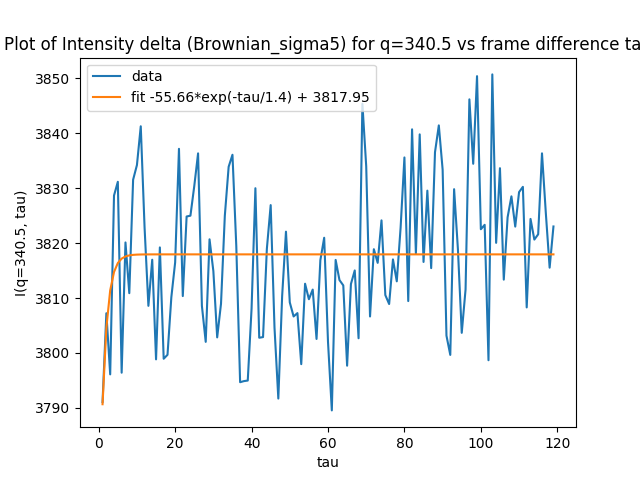 Plot of Intensity delta (Brownian_sigma5) for q=340.5 vs frame difference ta
data
fit -55.66*exp(-tau/1.4) + 3817.95
I(q=340.5, tau)
3850
3840
3830
3820
3810
3800
3790
0 20 40 60 80 100 120
tau